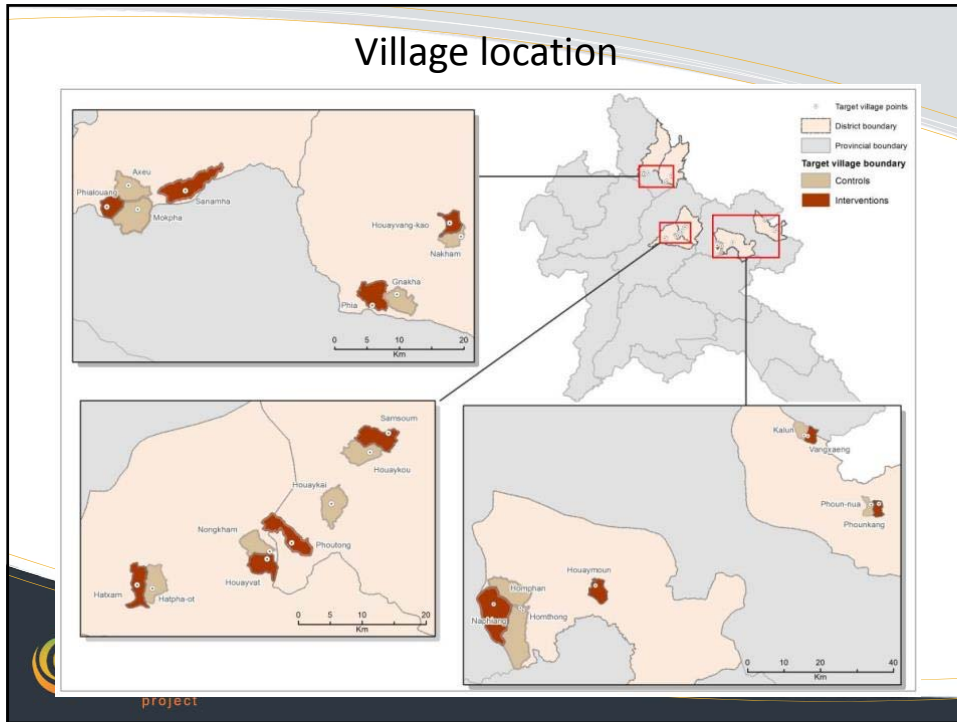 Village location
Target village points
District boundary
Provincial boundary
Target village boundary
Controls
Interventions
Axeu
Phialouang
Sanamha
Mokpha
Houayvang-kao
Nakham
Gnakha
Phia
0 5 10 20
Km
Samsoum
Houaykou
Houaykai
Nongkham
Phoutong
Houayvat
Hatxam
Hatpha-ot
0 5 10 20
Km
Kalun
Vangxaeng
Phoun-nua
Phounkang
Houaymoun
Homphan
Homthong
Naphiang
0 10 20 40
Km
project